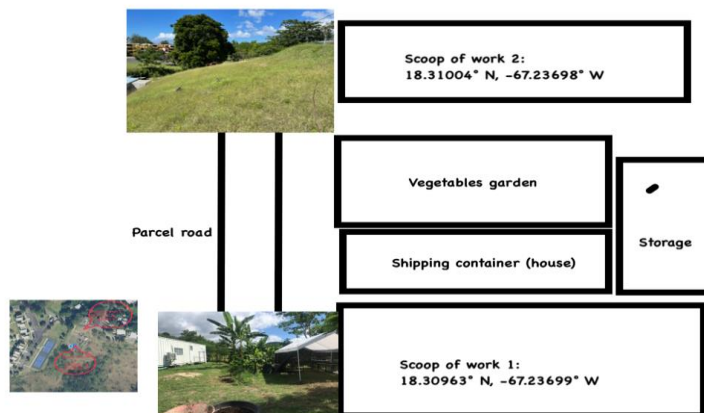 Scoop of work 2:
18.31004° N, -67.23698° W
Vegetables garden
Parcel road
Storage
Shipping container (house)
Scoop of work 1:
18.30963° N, -67.23699° W